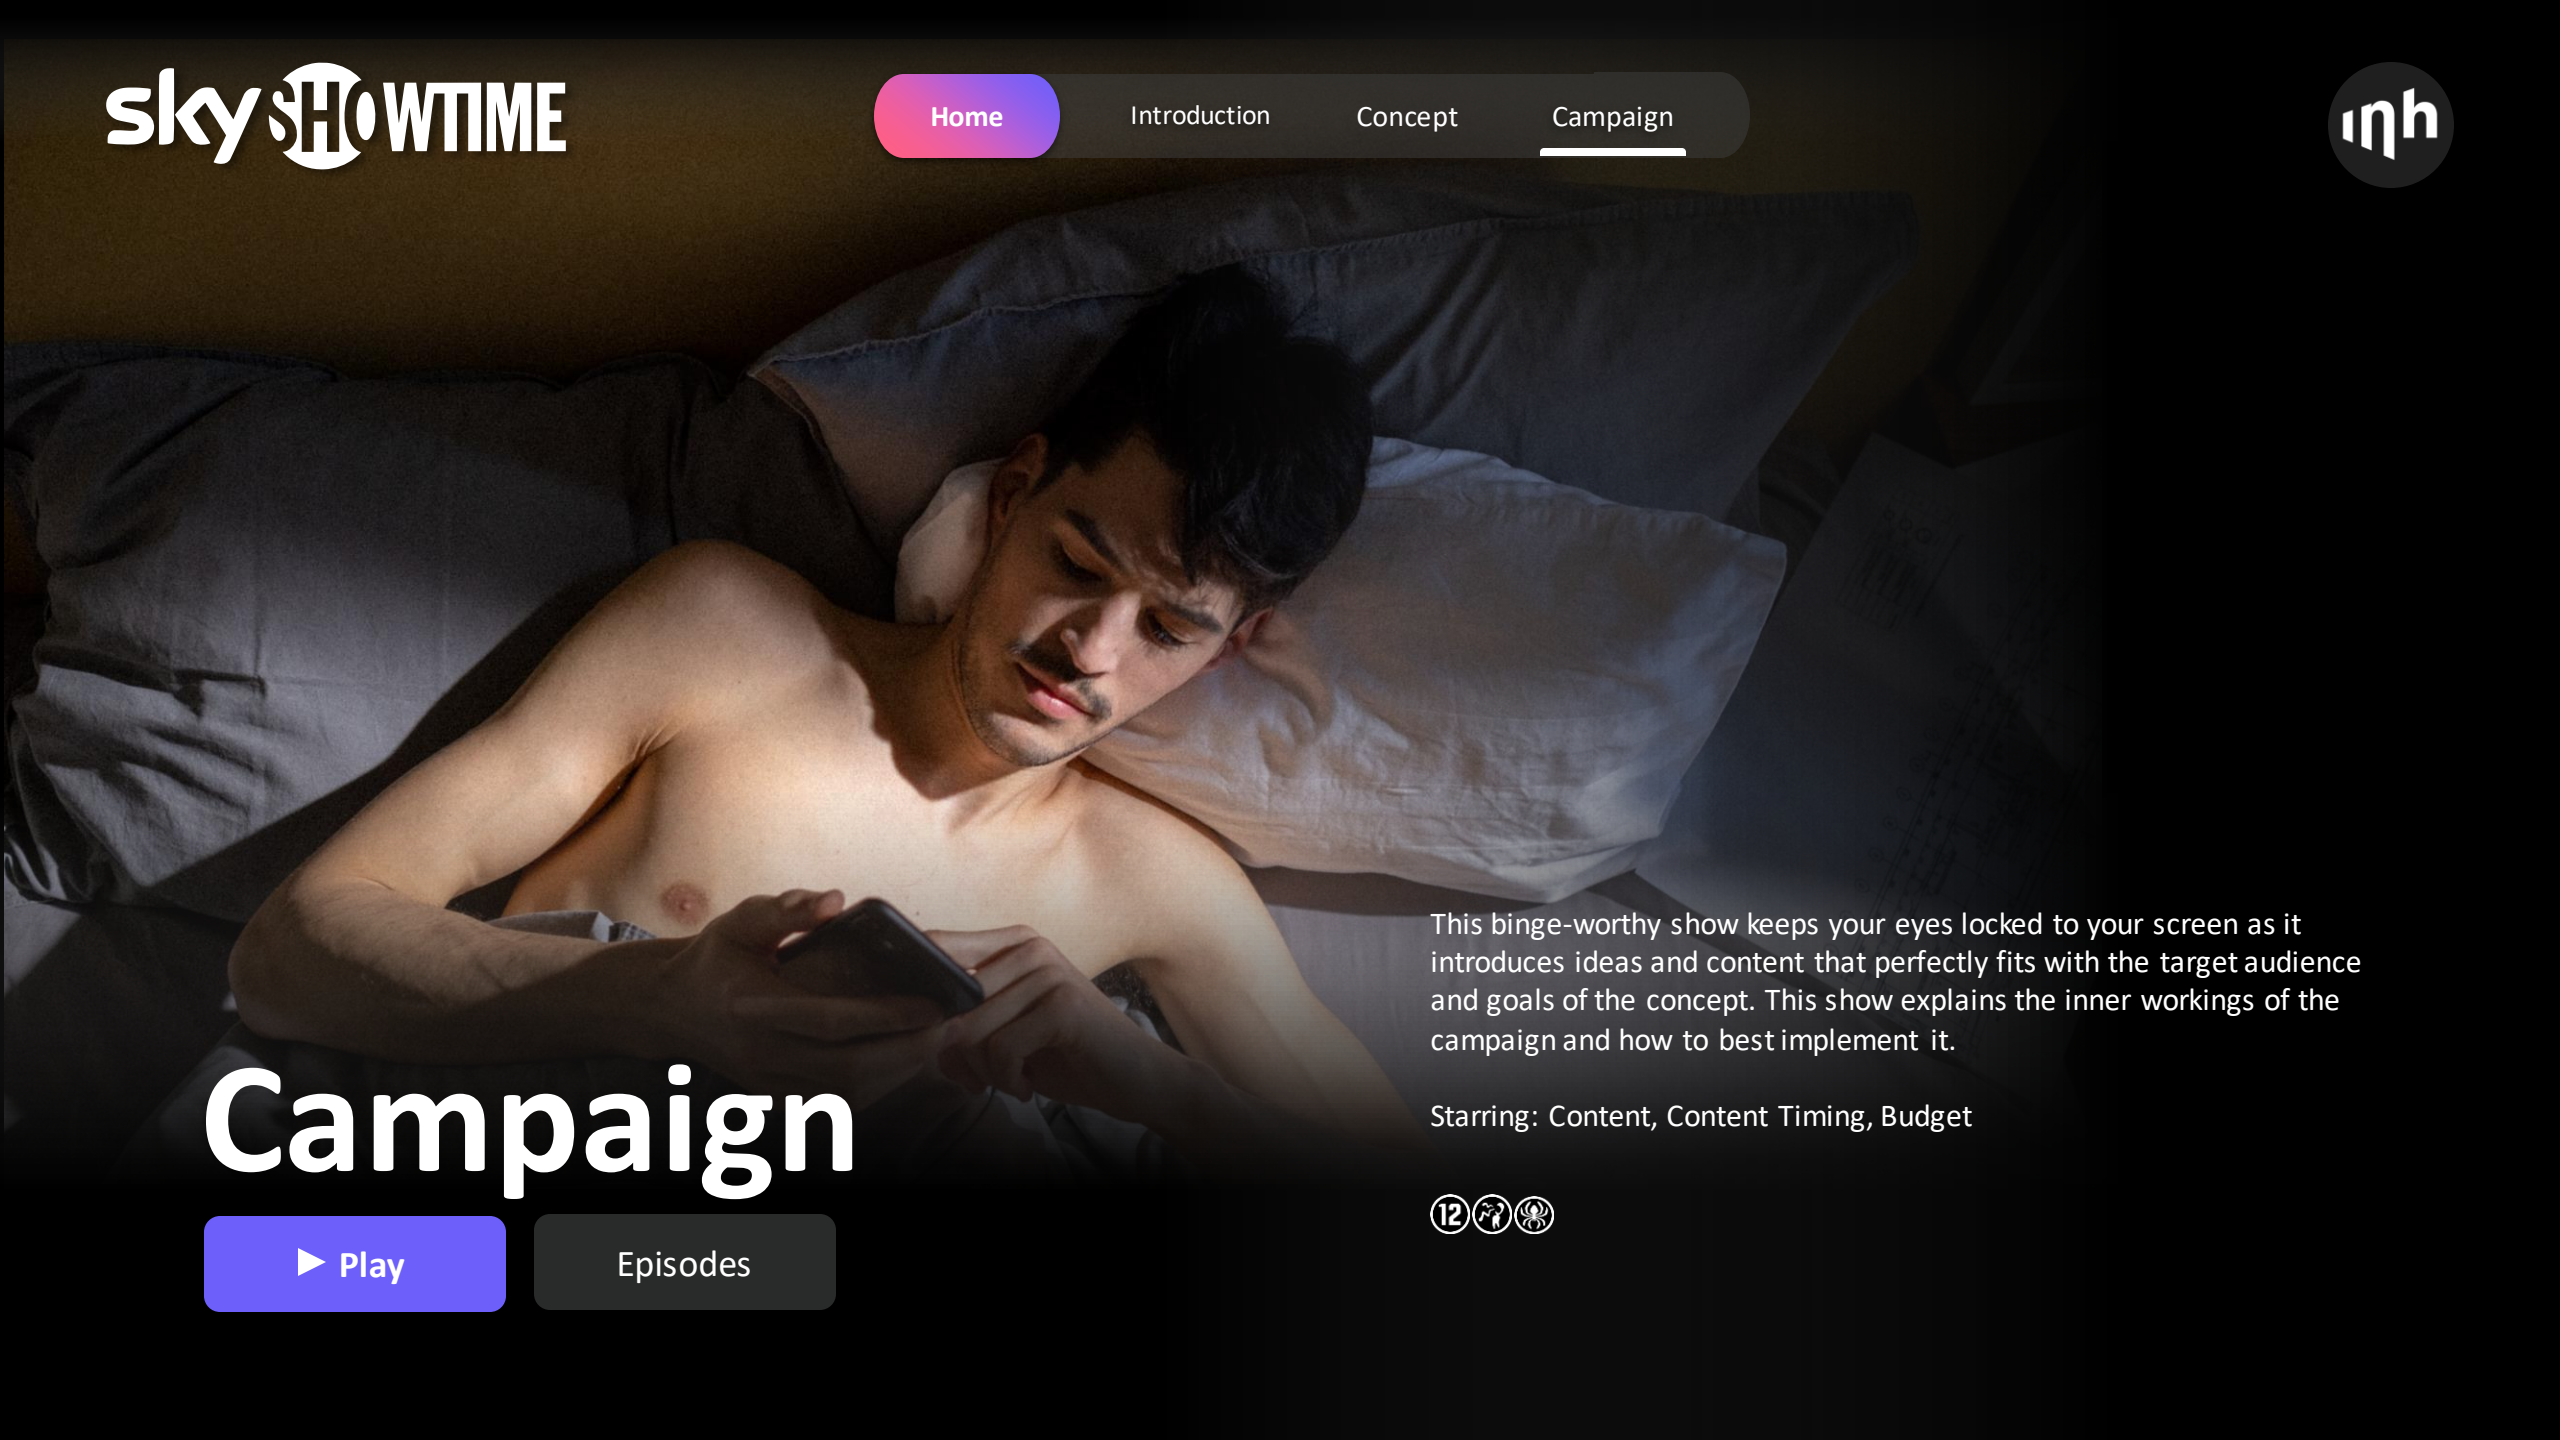 sky SHOWTIME
Home
Introduction
Concept
Campaign
ınh
This binge-worthy show keeps your eyes locked to your screen as it
introduces ideas and content that perfectly fits with the target audience
and goals of the concept. This show explains the inner workings of the
campaign and how to best implement it.
Starring: Content, Content Timing, Budget
12
Campaign
Play
Episodes